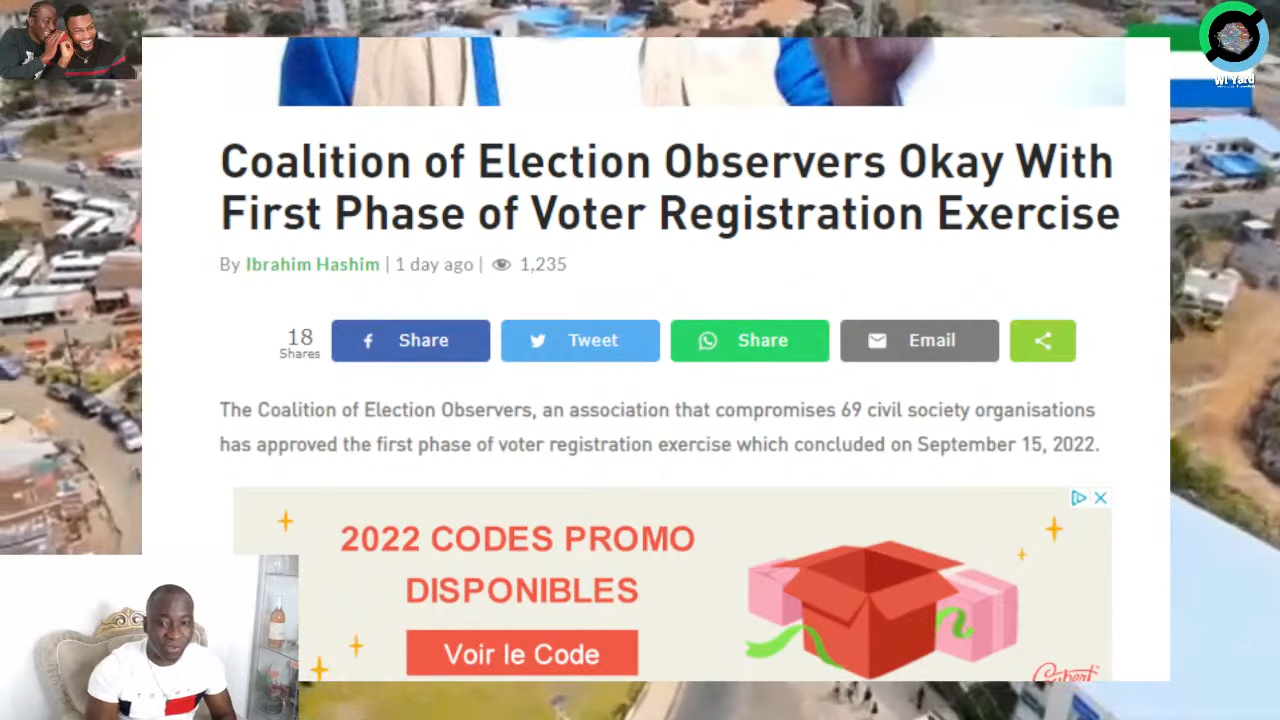 WI Yard
Coalition of Election Observers Okay With
First Phase of Voter Registration Exercise
By Ibrahim Hashim | 1 day ago | 1,235
18
Shares
Share
Tweet
Share
Email
The Coalition of Election Observers, an association that compromises 69 civil society organisations
has approved the first phase of voter registration exercise which concluded on September 15, 2022.
2022 CODES PROMO
DISPONIBLES
Voir le Code